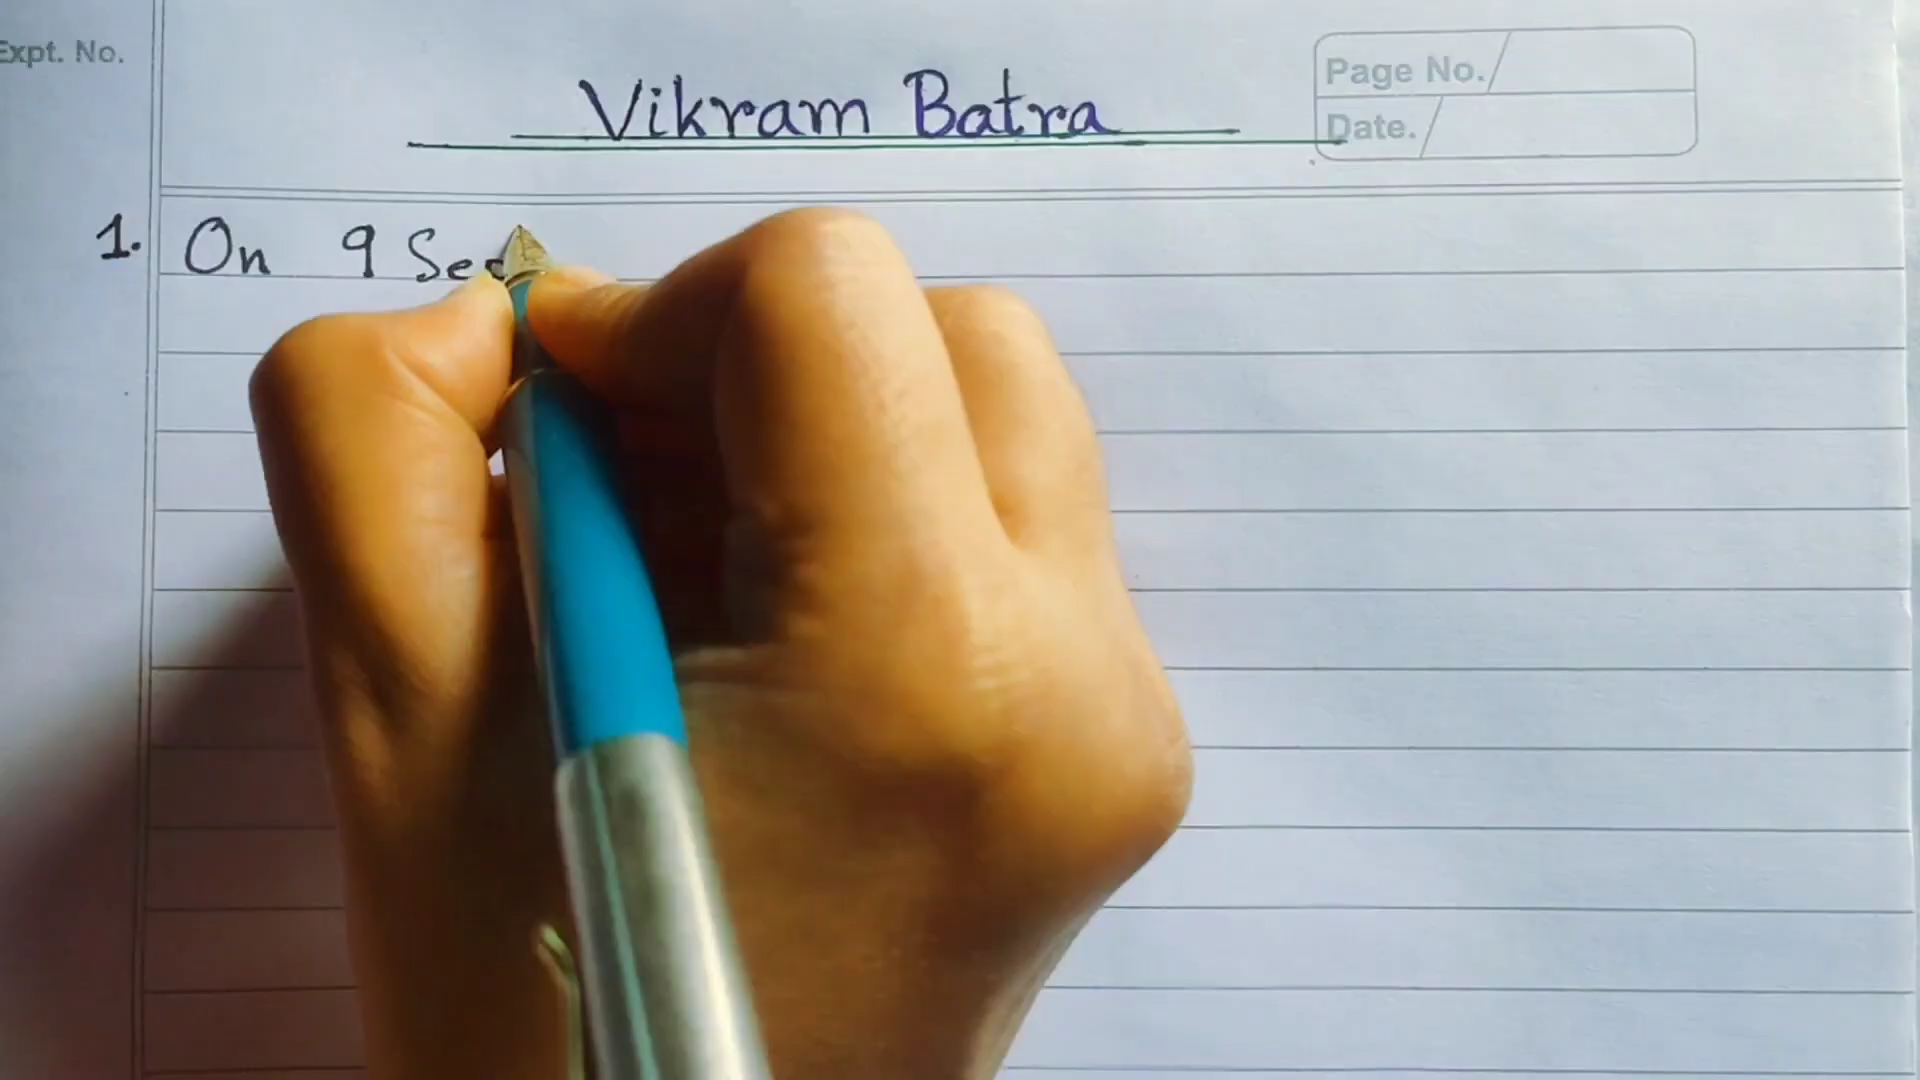 Expt. No.
Page No.
Vikram Batra
Date.
1. On 9 Se